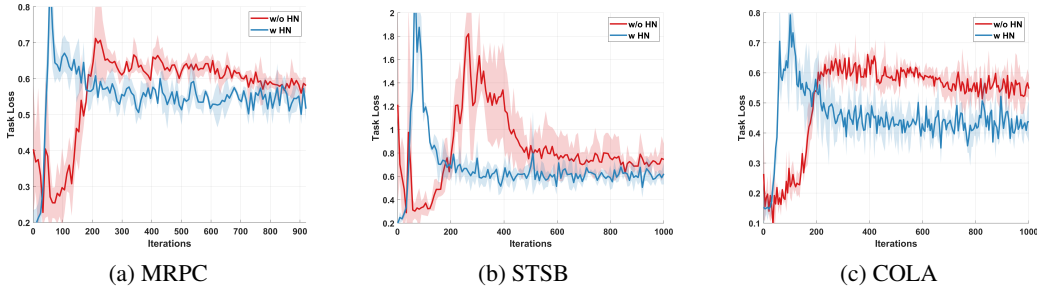 w/o HN
w HN
Task Loss
0.8
0.7
0.6
0.5
0.4
0.3
0.2
0 100 200 300 400 500 600 700 800 900
Iterations
(a) MRPC
w/o HN
w HN
Task Loss
2
1.8
1.6
1.4
1.2
1
0.8
0.6
0.4
0.2
0 200 400 600 800 1000
Iterations
(b) STSB
w/o HN
w HN
Task Loss
0.8
0.7
0.6
0.5
0.4
0.3
0.2
0.1
0 200 400 600 800 1000
Iterations
(c) COLA